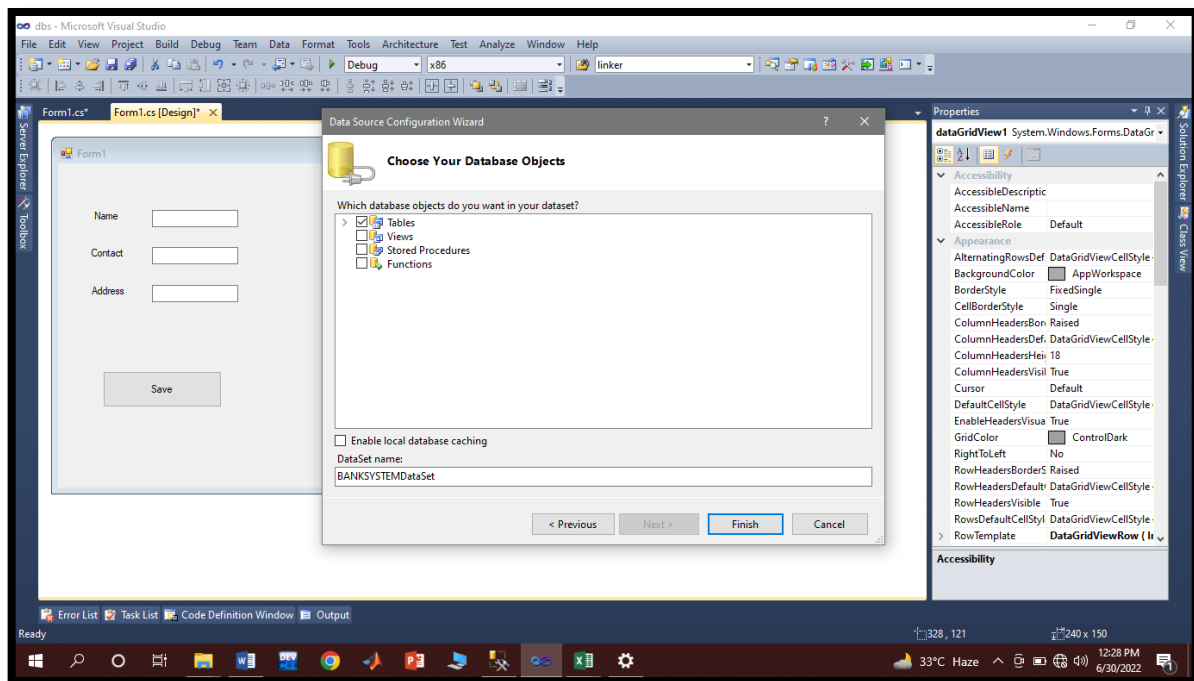 dbs - Microsoft Visual Studio
File Edit View Project Build Debug Team Data Format Tools Architecture Test Analyze Window Help
Debug x86 linker
Form1.cs* Form1.cs [Design]*
Server Explorer
Toolbox
Form1
Name
Contact
Address
Save
Data Source Configuration Wizard ?
Choose Your Database Objects
Which database objects do you want in your dataset?
Tables
Views
Stored Procedures
Functions
Enable local database caching
DataSet name:
BANKSYSTEMDataSet
< Previous Next > Finish Cancel
Properties
dataGridView1 System.Windows.Forms.DataGr
Accessibility
AccessibleDescriptic
AccessibleName
AccessibleRole Default
Appearance
AlternatingRowsDef DataGridViewCellStyle
BackgroundColor AppWorkspace
BorderStyle FixedSingle
CellBorderStyle Single
ColumnHeadersBor Raised
ColumnHeadersDef DataGridViewCellStyle
ColumnHeadersHei 18
ColumnHeadersVisil True
Cursor Default
DefaultCellStyle DataGridViewCellStyle
EnableHeadersVisua True
GridColor ControlDark
RightToLeft No
RowHeadersBorderS Raised
RowHeadersDefault DataGridViewCellStyle
RowHeadersVisible True
RowsDefaultCellStyl DataGridViewCellStyle
RowTemplate DataGridViewRow { In
Accessibility
Solution Explorer
Class View
Error List Task List Code Definition Window Output
Ready 328 , 121 240 x 150
DEV
33°C Haze 12:28 PM
6/30/2022